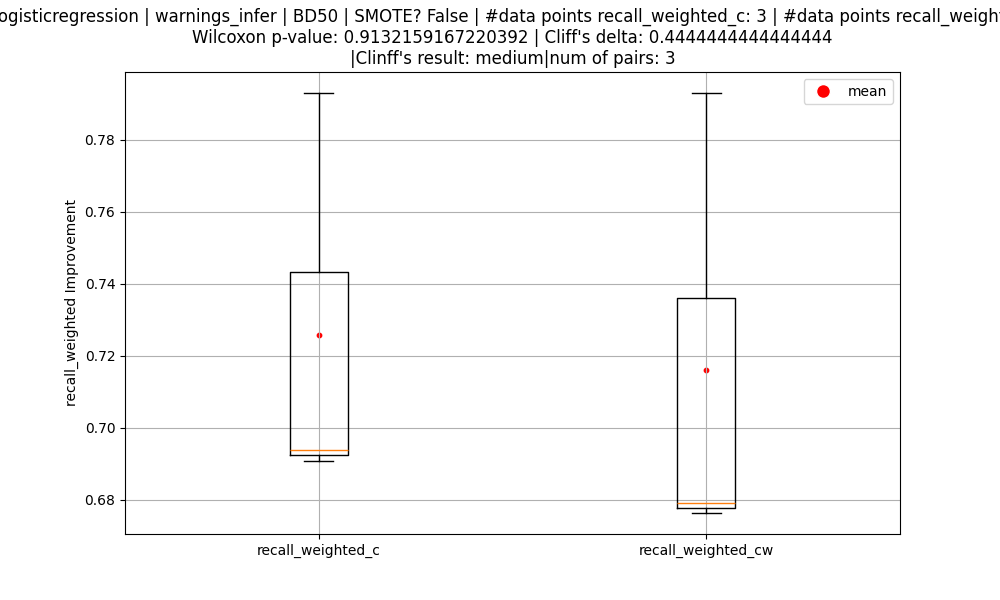 ogisticregression | warnings_infer | BD50 | SMOTE? False | #data points recall_weighted_c: 3 | #data points recall_weigh
Wilcoxon p-value: 0.9132159167220392 | Cliff's delta: 0.4444444444444444
|Clinff's result: medium|num of pairs: 3
mean
0.78
0.76
0.74
0.72
0.70
0.68
recall_weighted Improvement
recall_weighted_c
recall_weighted_cw